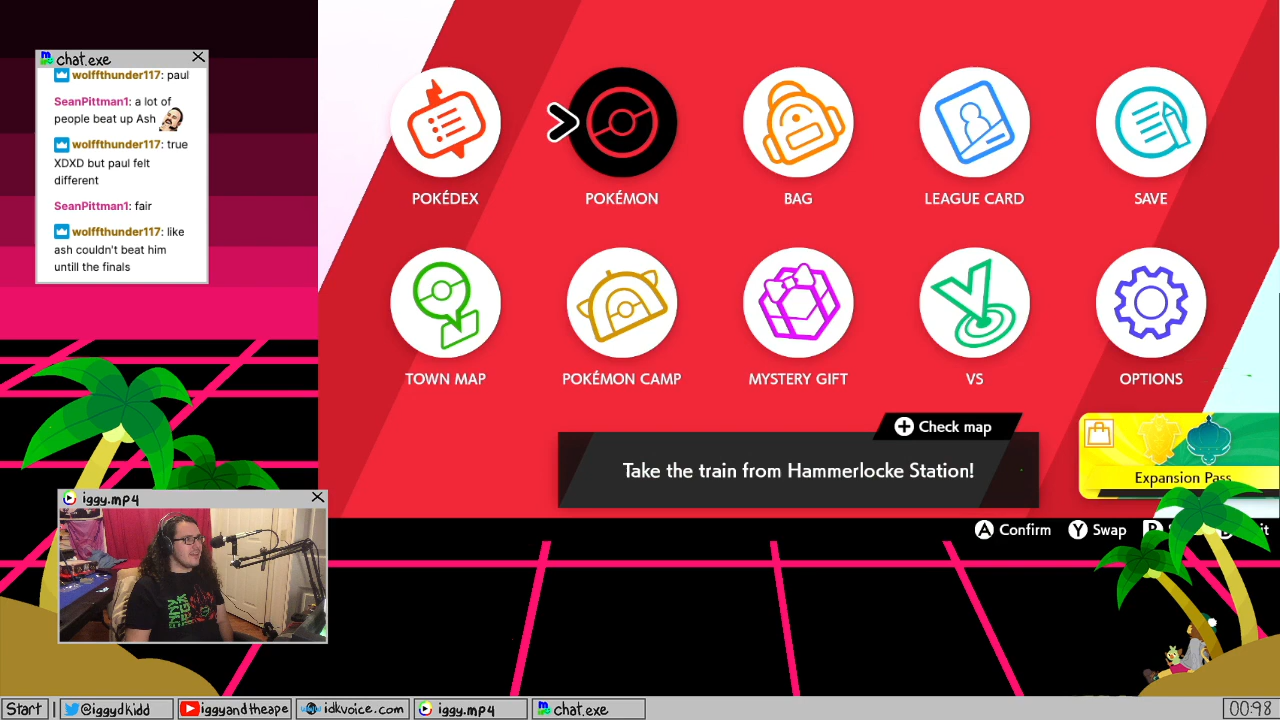 chat.exe
wolffthunder117: paul
SeanPittman1: a lot of
people beat up Ash
wolffthunder117: true
XDXD but paul felt
different
SeanPittman1: fair
wolffthunder117: like
ash couldn't beat him
untill the finals
POKÉDEX
POKÉMON
BAG
LEAGUE CARD
SAVE
TOWN MAP
POKÉMON CAMP
MYSTERY GIFT
VS
OPTIONS
Check map
Take the train from Hammerlocke Station!
Expansion Pass
A Confirm
Y Swap
iggy.mp4
Start
@iggydkidd
iggyandtheape
idkvoice.com
iggy.mp4
chat.exe
00:98